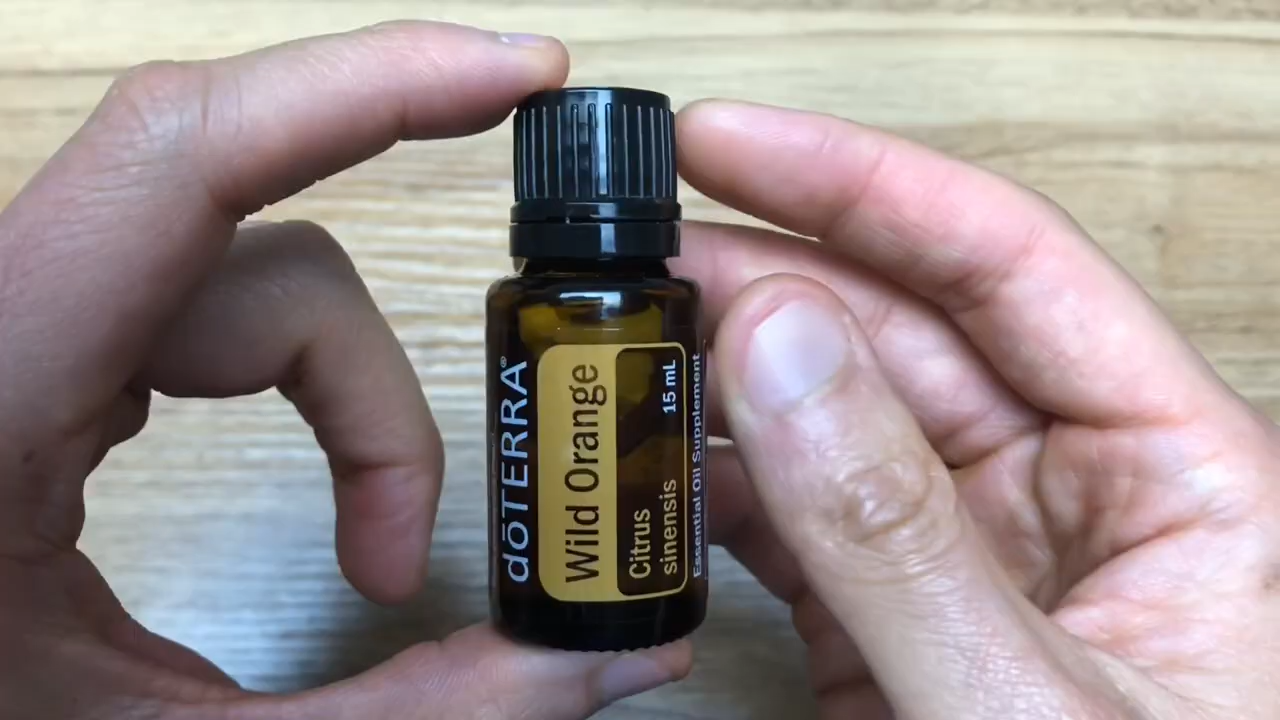 dōTERRA®
Wild Orange
Citrus
sinensis
15 mL
Essential Oil Supplement